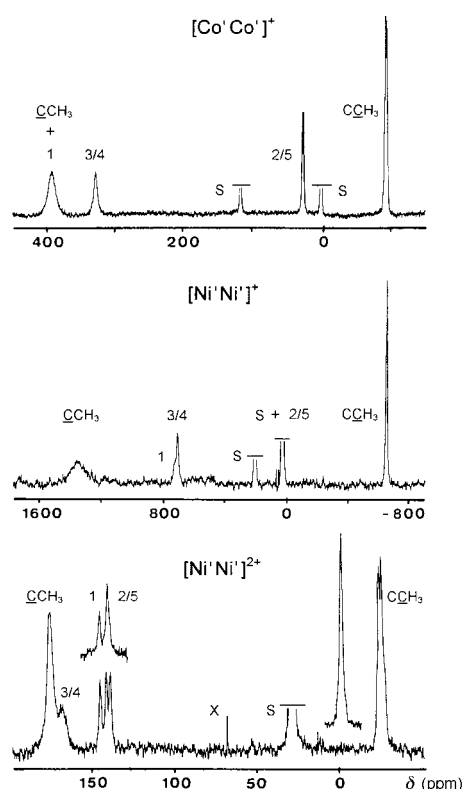 [Co'Co']+
CCH3
+
1 3/4 S 2/5 S CCH3
400 200 0
[Ni'Ni']+
CCH3 1 3/4 S S + 2/5 CCH3
1600 800 0 -800
[Ni'Ni']2+
CCH3 3/4 1 2/5 X S CCH3
150 100 50 0 δ (ppm)